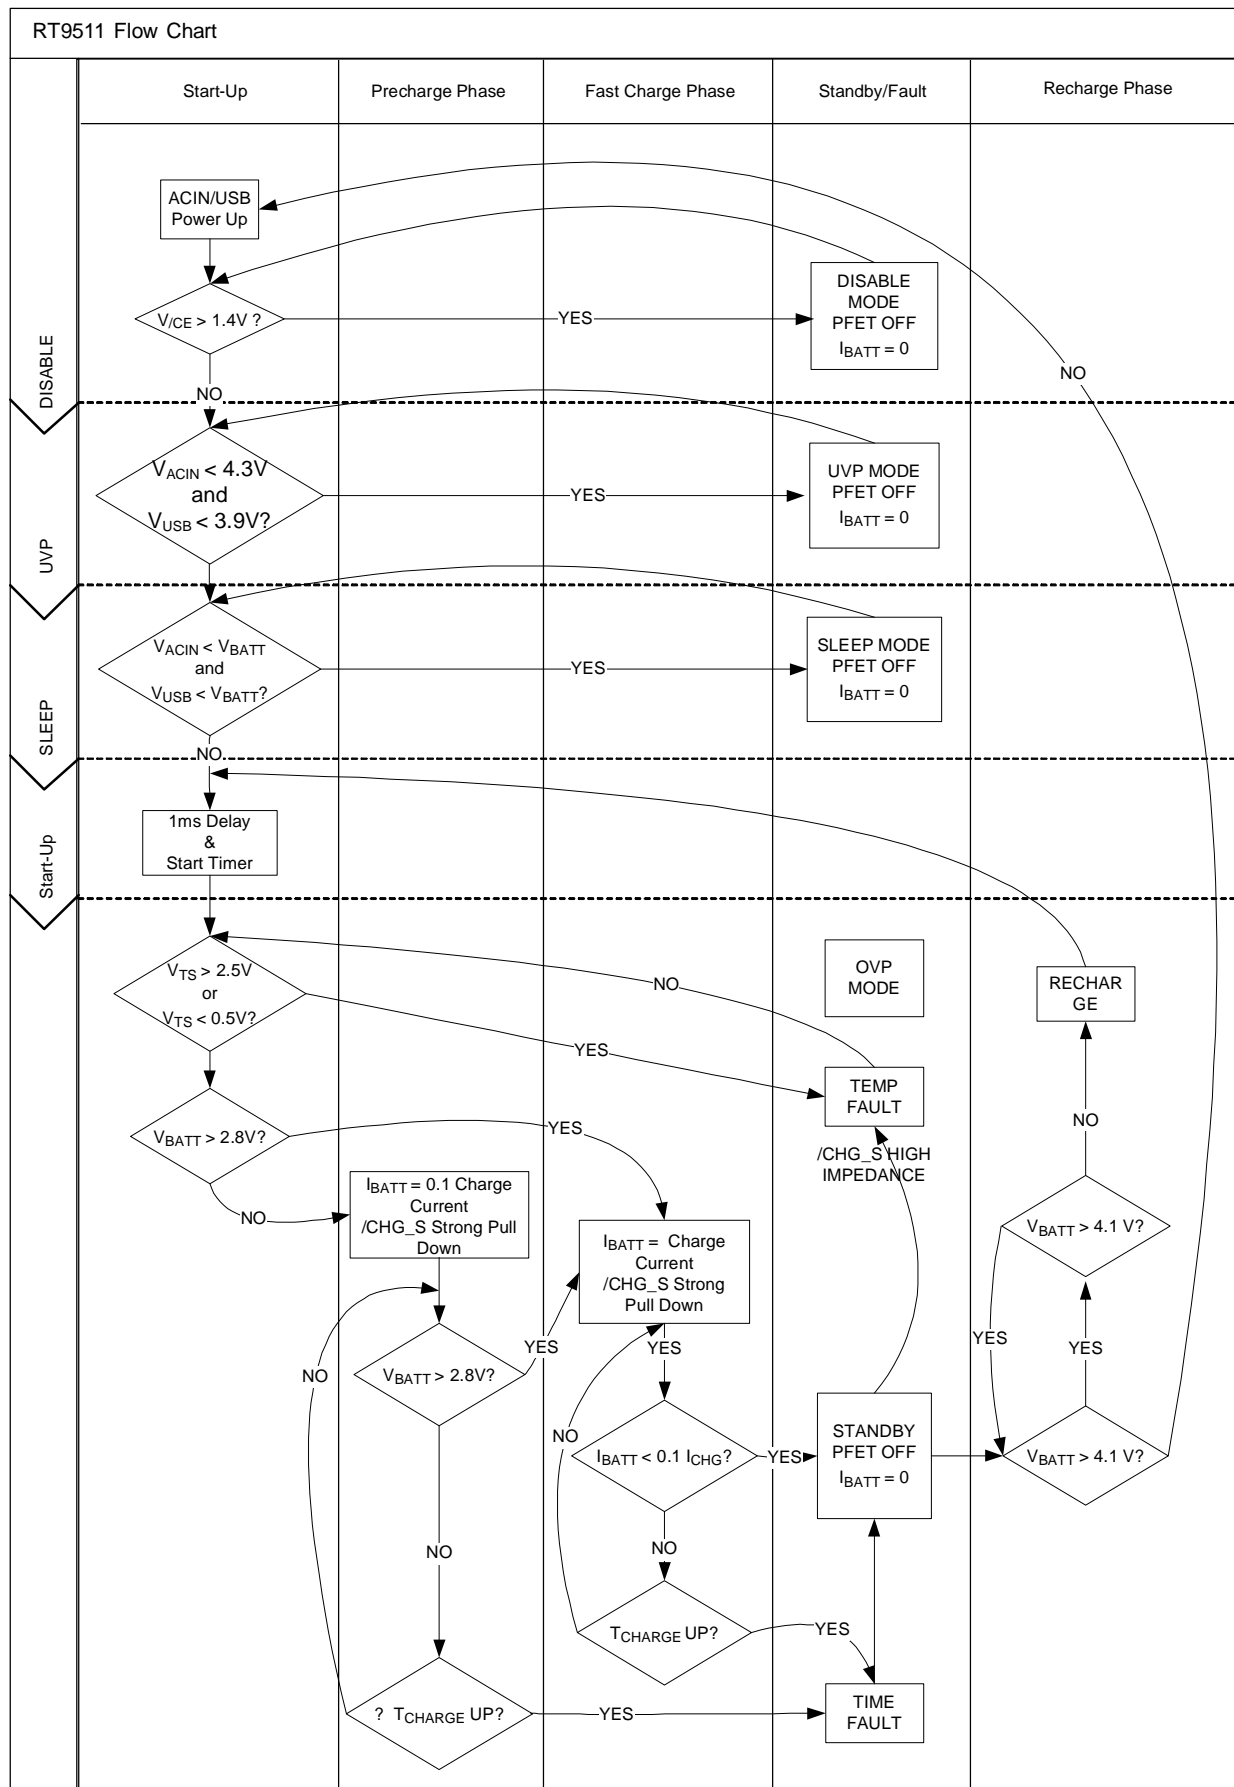 RT9511 Flow Chart
Start-Up
Precharge Phase
Fast Charge Phase
Standby/Fault
Recharge Phase
DISABLE
UVP
SLEEP
Start-Up
ACIN/USB
Power Up
V/CE > 1.4V ?
YES
DISABLE
MODE
PFET OFF
IBATT = 0
NO
NO
VACIN < 4.3V
and
VUSB < 3.9V?
YES
UVP MODE
PFET OFF
IBATT = 0
VACIN < VBATT
and
VUSB < VBATT?
YES
SLEEP MODE
PFET OFF
IBATT = 0
NO
1ms Delay
&
Start Timer
VTS > 2.5V
or
VTS < 0.5V?
NO
YES
OVP
MODE
RECHAR
GE
TEMP
FAULT
VBATT > 2.8V?
YES
NO
/CHG_S HIGH
IMPEDANCE
NO
IBATT = 0.1 Charge
Current
/CHG_S Strong Pull
Down
IBATT = Charge
Current
/CHG_S Strong
Pull Down
VBATT > 4.1 V?
YES
YES
NO
VBATT > 2.8V?
YES
YES
NO
IBATT < 0.1 ICHG?
YES
STANDBY
PFET OFF
IBATT = 0
VBATT > 4.1 V?
NO
NO
TCHARGE UP?
YES
? TCHARGE UP?
YES
TIME
FAULT